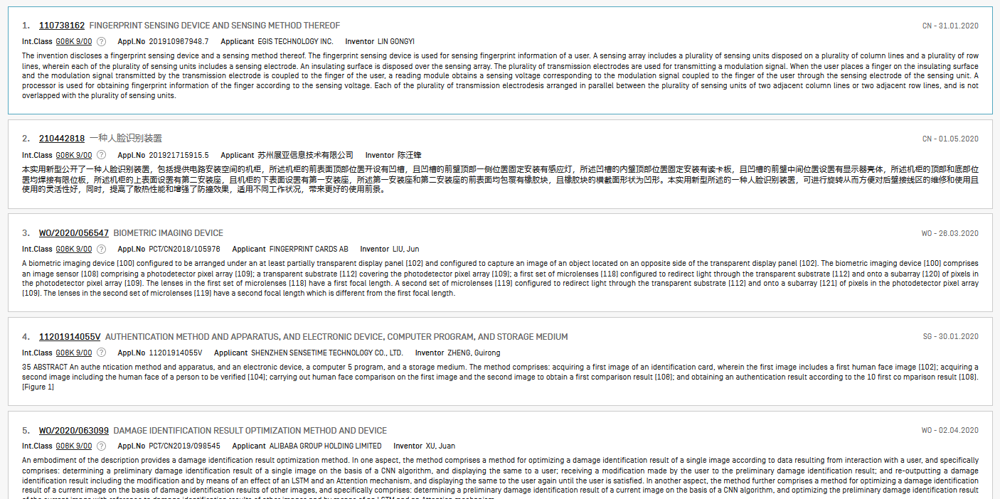 1. 110738162 FINGERPRINT SENSING DEVICE AND SENSING METHOD THEREOF CN - 31.01.2020
Int.Class G06K 9/00 ? Appl.No 201910967948.7 Applicant EGIS TECHNOLOGY INC. Inventor LIN GONGYI
The invention discloses a fingerprint sensing device and a sensing method thereof. The fingerprint sensing device is used for sensing fingerprint information of a user. A sensing array includes a plurality of sensing units disposed on a plurality of column lines and a plurality of row
lines, wherein each of the plurality of sensing units includes a sensing electrode. An insulating surface is disposed over the sensing array. The plurality of transmission electrodes are used for transmitting a modulation signal. When the user places a finger on the insulating surface
and the modulation signal transmitted by the transmission electrode is coupled to the finger of the user, a reading module obtains a sensing voltage corresponding to the modulation signal coupled to the finger of the user through the sensing electrode of the sensing unit. A
processor is used for obtaining fingerprint information of the finger according to the sensing voltage. Each of the plurality of transmission electrodesis arranged in parallel between the plurality of sensing units of two adjacent column lines or two adjacent row lines, and is not
overlapped with the plurality of sensing units.
2. 210442818 一种人脸识别装置 CN - 01.05.2020
Int.Class G06K 9/00 ? Appl.No 201921715915.5 Applicant 苏州展亚信息技术有限公司 Inventor 陈汪锋
本实用新型公开了一种人脸识别装置，包括提供电路安装空间的机柜，所述机柜的前表面顶部位置开设有凹槽，且凹槽的前壁顶部一侧位置固定安装有感应灯，所述凹槽的内壁顶部位置固定安装有读卡板，且凹槽的前壁中间位置设置有显示器壳体，所述机柜的顶部和底部位
置均焊接有限位板，所述机柜的上表面设置有第二安装座，且机柜的下表面设置有第一安装座，所述第一安装座和第二安装座的前表面均包覆有橡胶块，且橡胶块的横截面形状为凹形。本实用新型所述的一种人脸识别装置，可进行旋转从而方便对后壁接线区的维修和使用且
使用的灵活性好，同时，提高了散热性能和增强了防撞效果，适用不同工作状况，带来更好的使用前景。
3. WO/2020/056547 BIOMETRIC IMAGING DEVICE WO - 26.03.2020
Int.Class G06K 9/00 ? Appl.No PCT/CN2018/105976 Applicant FINGERPRINT CARDS AB Inventor LIU, Jun
A biometric imaging device [100] configured to be arranged under an at least partially transparent display panel [102] and configured to capture an image of an object located on an opposite side of the transparent display panel [102]. The biometric imaging device [100] comprises
an image sensor [108] comprising a photodetector pixel array [109]; a transparent substrate [112] covering the photodetector pixel array [109]; a first set of microlenses [118] configured to redirect light through the transparent substrate [112] and onto a subarray [120] of pixels in
the photodetector pixel array [109]. The lenses in the first set of microlenses [118] have a first focal length. A second set of microlenses [119] configured to redirect light through the transparent substrate [112] and onto a subarray [121] of pixels in the photodetector pixel array
[109]. The lenses in the second set of microlenses [119] have a second focal length which is different from the first focal length.
4. 11201914055V AUTHENTICATION METHOD AND APPARATUS, AND ELECTRONIC DEVICE, COMPUTER PROGRAM, AND STORAGE MEDIUM SG - 30.01.2020
Int.Class G06K 9/00 ? Appl.No 11201914055V Applicant SHENZHEN SENSETIME TECHNOLOGY CO., LTD. Inventor ZHENG, Guirong
35 ABSTRACT An authe ntication method and apparatus, and an electronic device, a computer 5 program, and a storage medium. The method comprises: acquiring a first image of an identification card, wherein the first image includes a first human face image [102]; acquiring a
second image including the human face of a person to be verified [104]; carrying out human face comparison on the first image and the second image to obtain a first comparison result [106]; and obtaining an authentication result according to the 10 first co mparison result [108].
[Figure 1]
5. WO/2020/063099 DAMAGE IDENTIFICATION RESULT OPTIMIZATION METHOD AND DEVICE WO - 02.04.2020
Int.Class G06K 9/00 ? Appl.No PCT/CN2019/098545 Applicant ALIBABA GROUP HOLDING LIMITED Inventor XU, Juan
An embodiment of the description provides a damage identification result optimization method. In one aspect, the method comprises a method for optimizing a damage identification result of a single image according to data resulting from interaction with a user, and specifically
comprises: determining a preliminary damage identification result of a single image on the basis of a CNN algorithm, and displaying the same to a user; receiving a modification made by the user to the preliminary damage identification result; and re-outputting a damage
identification result including the modification and by means of an effect of an LSTM and an Attention mechanism, and displaying the same to the user again until the user is satisfied. In another aspect, the method further comprises a method for optimizing a damage identification
result of a current image on the basis of damage identification results of other images, and specifically comprises: determining a preliminary damage identification result of a current image on the basis of a CNN algorithm, and optimizing the preliminary damage identification result